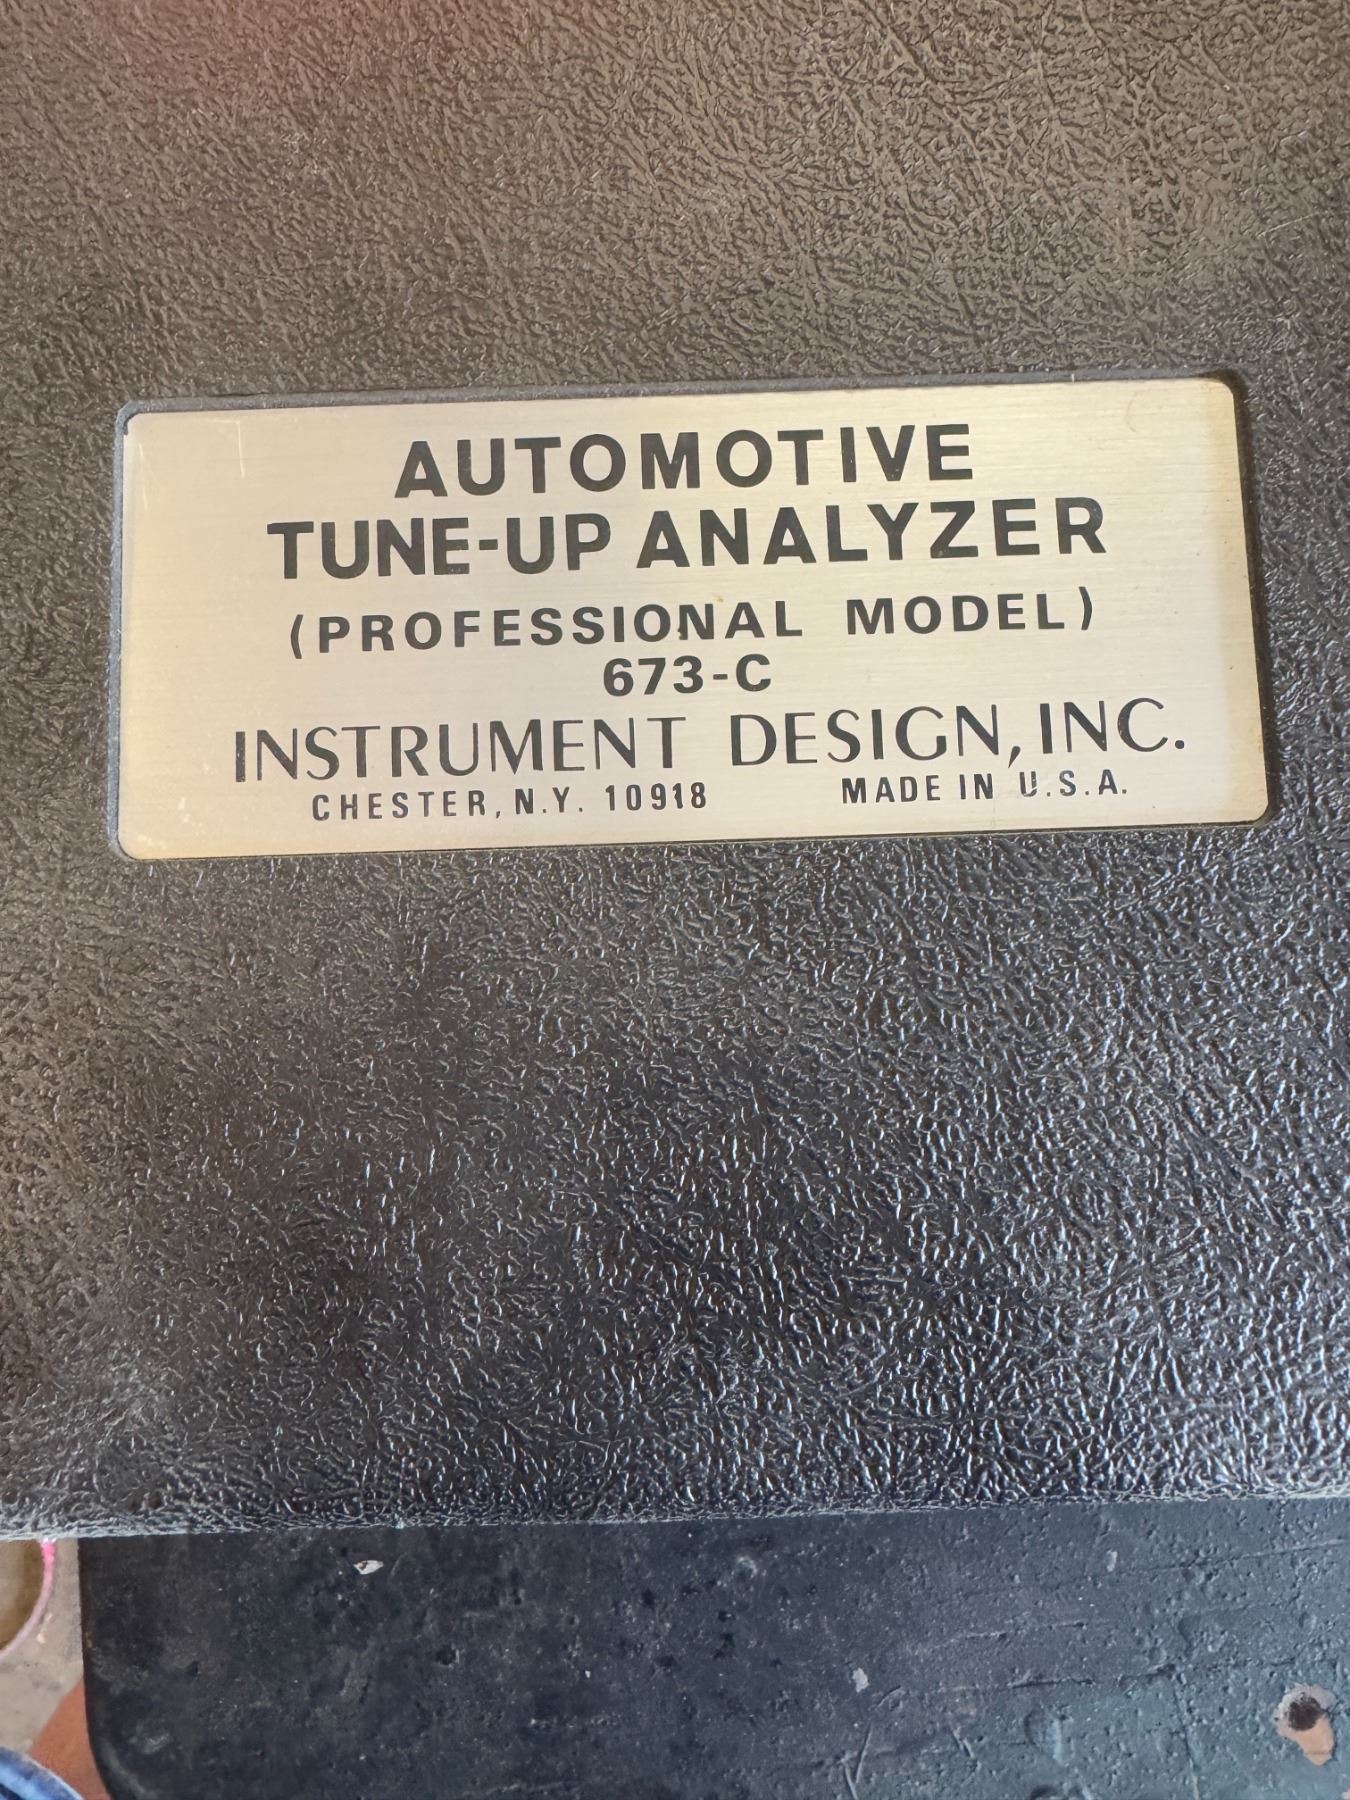 AUTOMOTIVE
TUNE-UP ANALYZER
(PROFESSIONAL MODEL)
673-C
INSTRUMENT DESIGN, INC.
CHESTER, N.Y. 10918 MADE IN U.S.A.